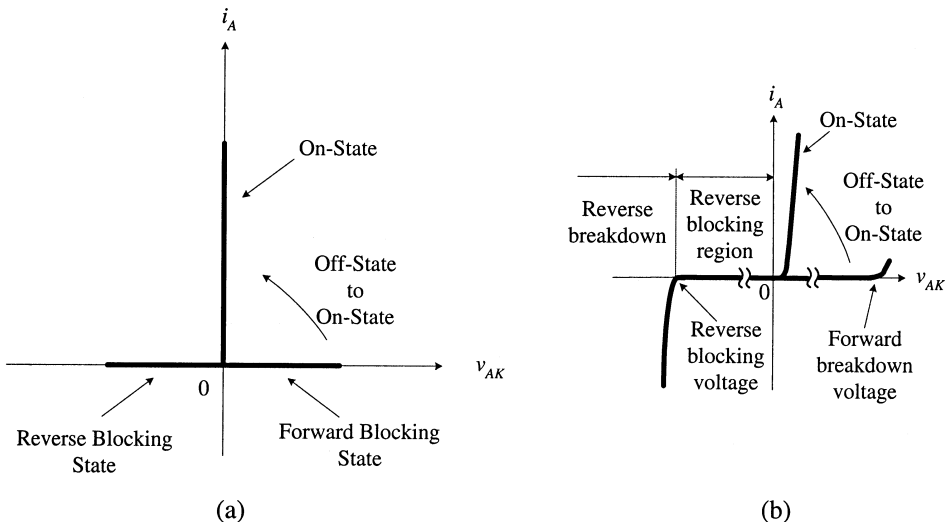 i_A
On-State
Off-State
to
On-State
v_AK
0
Reverse Blocking
State
Forward Blocking
State
(a)
i_A
On-State
Off-State
to
On-State
Reverse
breakdown
Reverse
blocking
region
0
v_AK
Reverse
blocking
voltage
Forward
breakdown
voltage
(b)